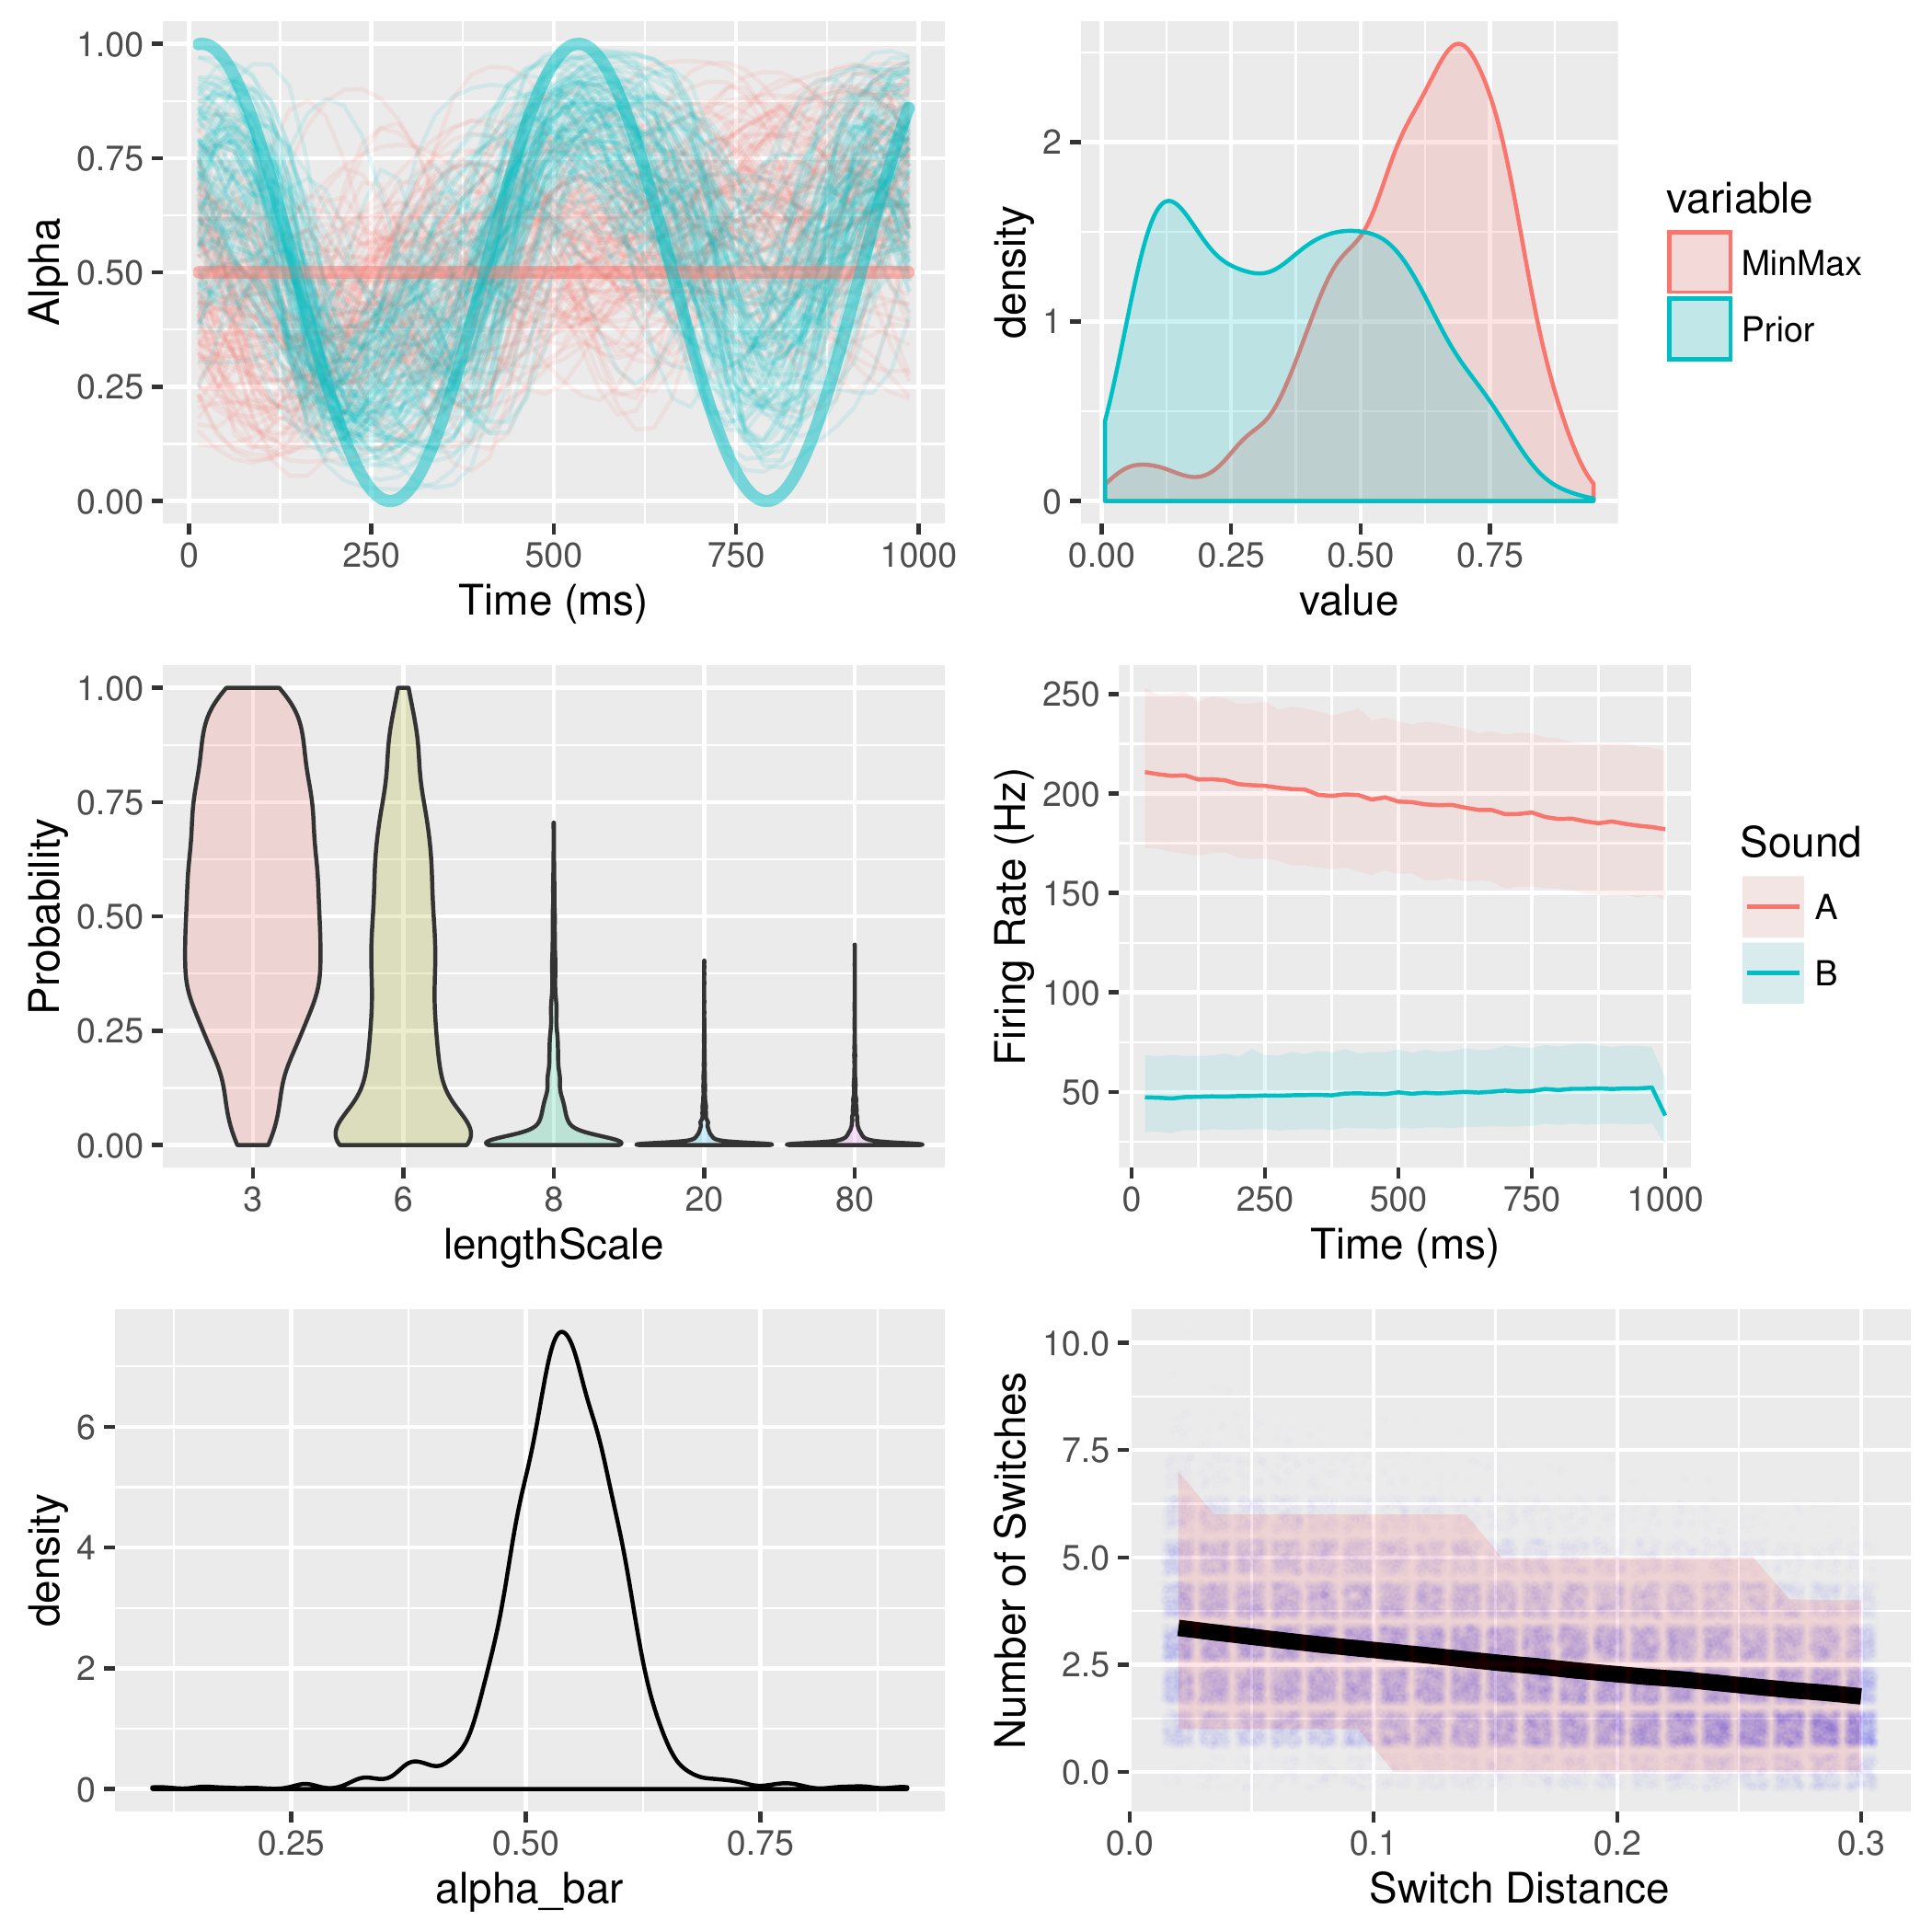 1.00
0.75
0.50
0.25
0.00
Alpha
0 250 500 750 1000
Time (ms)
2
1
0
density
0.00 0.25 0.50 0.75
value
variable
MinMax
Prior
1.00
0.75
0.50
0.25
0.00
Probability
3 6 8 20 80
lengthScale
250
200
150
100
50
Firing Rate (Hz)
0 250 500 750 1000
Time (ms)
Sound
A
B
6
4
2
0
density
0.25 0.50 0.75
alpha_bar
10.0
7.5
5.0
2.5
0.0
Number of Switches
0.0 0.1 0.2 0.3
Switch Distance